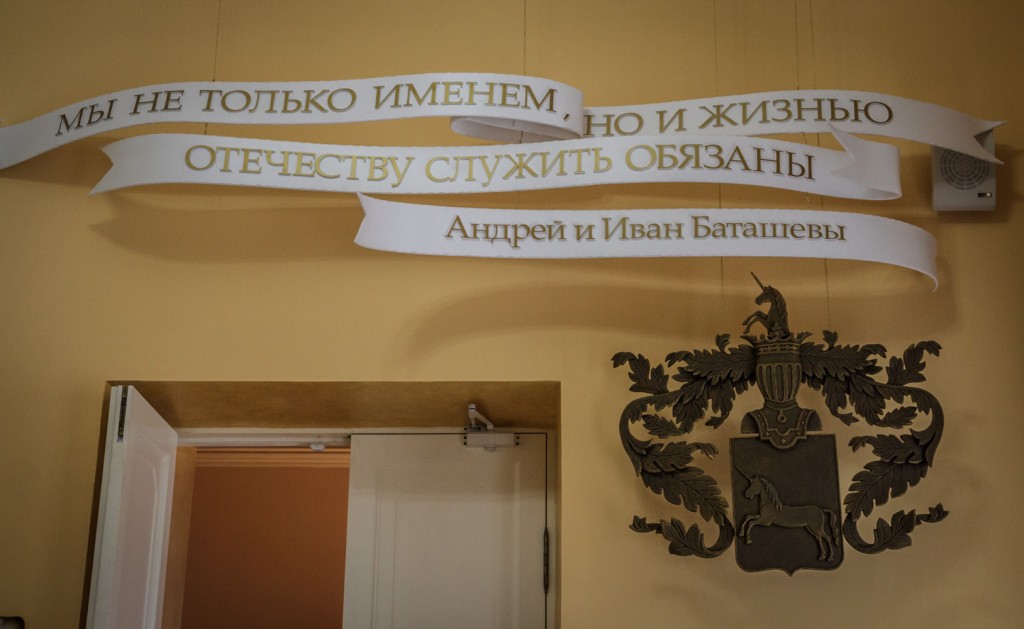 МЫ НЕ ТОЛЬКО ИМЕНЕМ, НО И ЖИЗНЬЮ
ОТЕЧЕСТВУ СЛУЖИТЬ ОБЯЗАНЫ
Андрей и Иван Баташевы